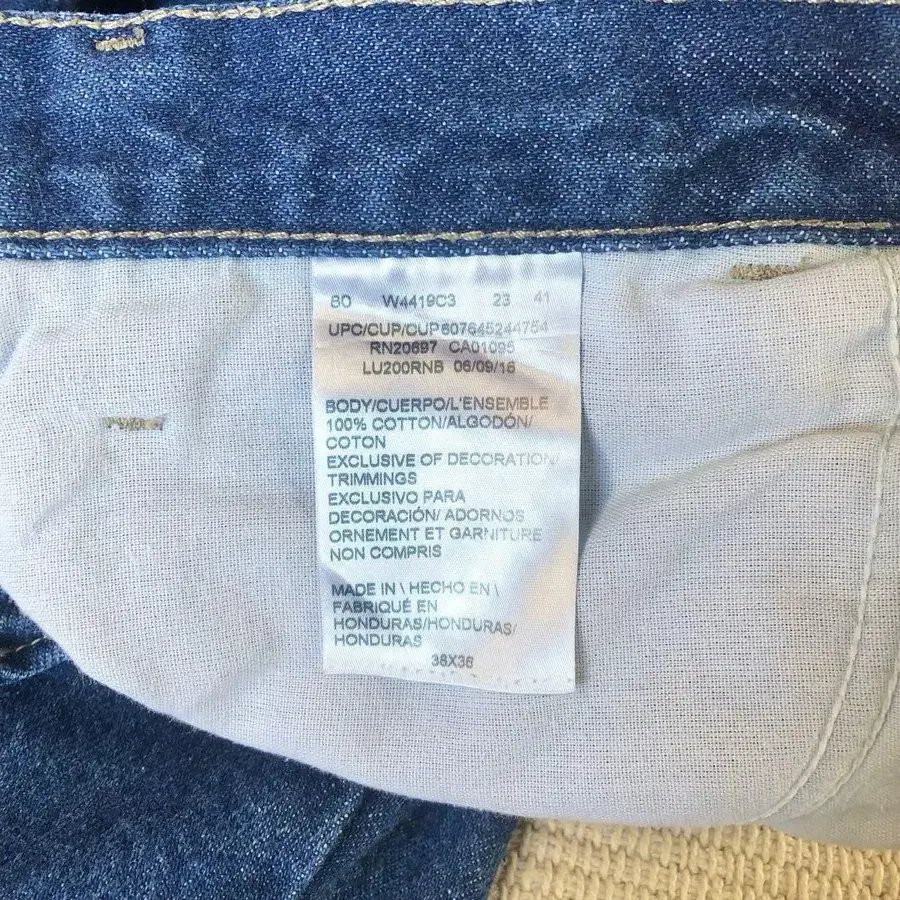 80 W4419C3 23 41
UPC/CUP/CUP607645244754
RN20697 CA01095
LU200RNB 06/09/16
BODY/CUERPO/L'ENSEMBLE
100% COTTON/ALGODÓN/
COTON
EXCLUSIVE OF DECORATION/
TRIMMINGS
EXCLUSIVO PARA
DECORACIÓN/ ADORNOS
ORNEMENT ET GARNITURE
NON COMPRIS
MADE IN \ HECHO EN \
FABRIQUÉ EN
HONDURAS/HONDURAS/
HONDURAS
38X36